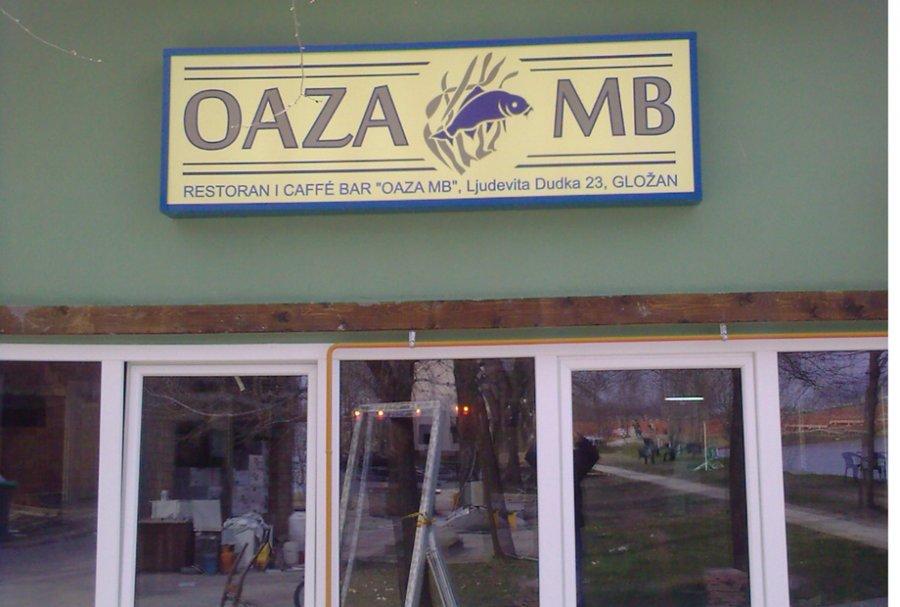 OAZA MB
RESTORAN I CAFFÉ BAR "OAZA MB", Ljudevita Dudka 23, GLOŽAN